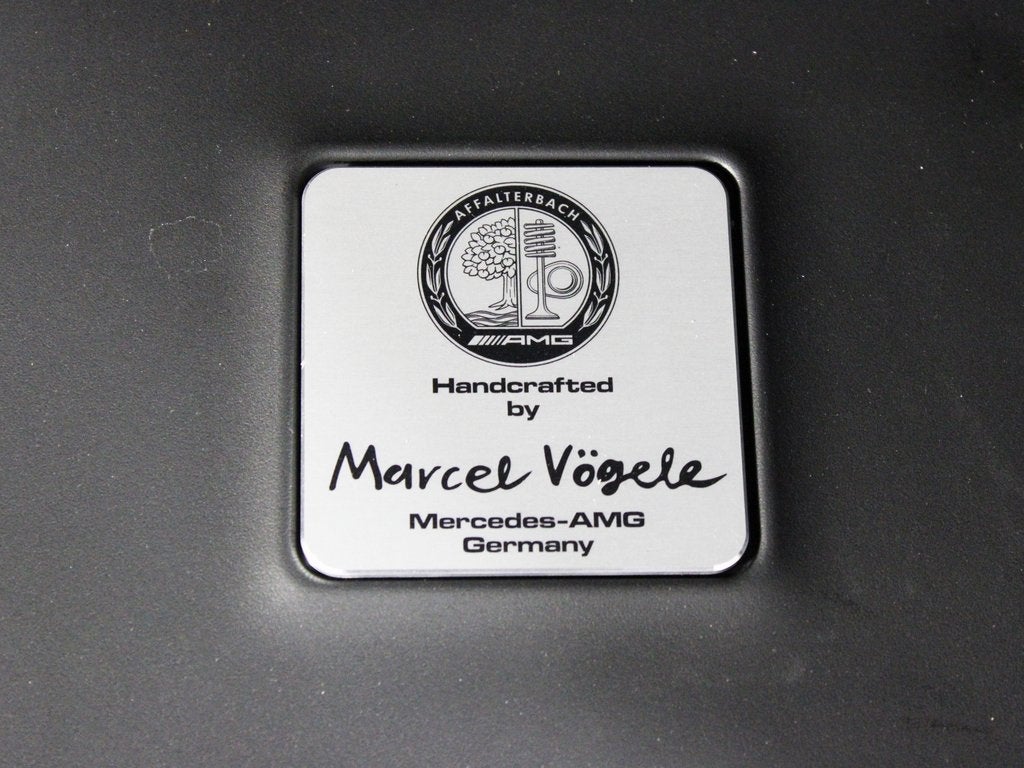 AFFALTERBACH
AMG
Handcrafted
by
Marcel Vögele
Mercedes-AMG
Germany